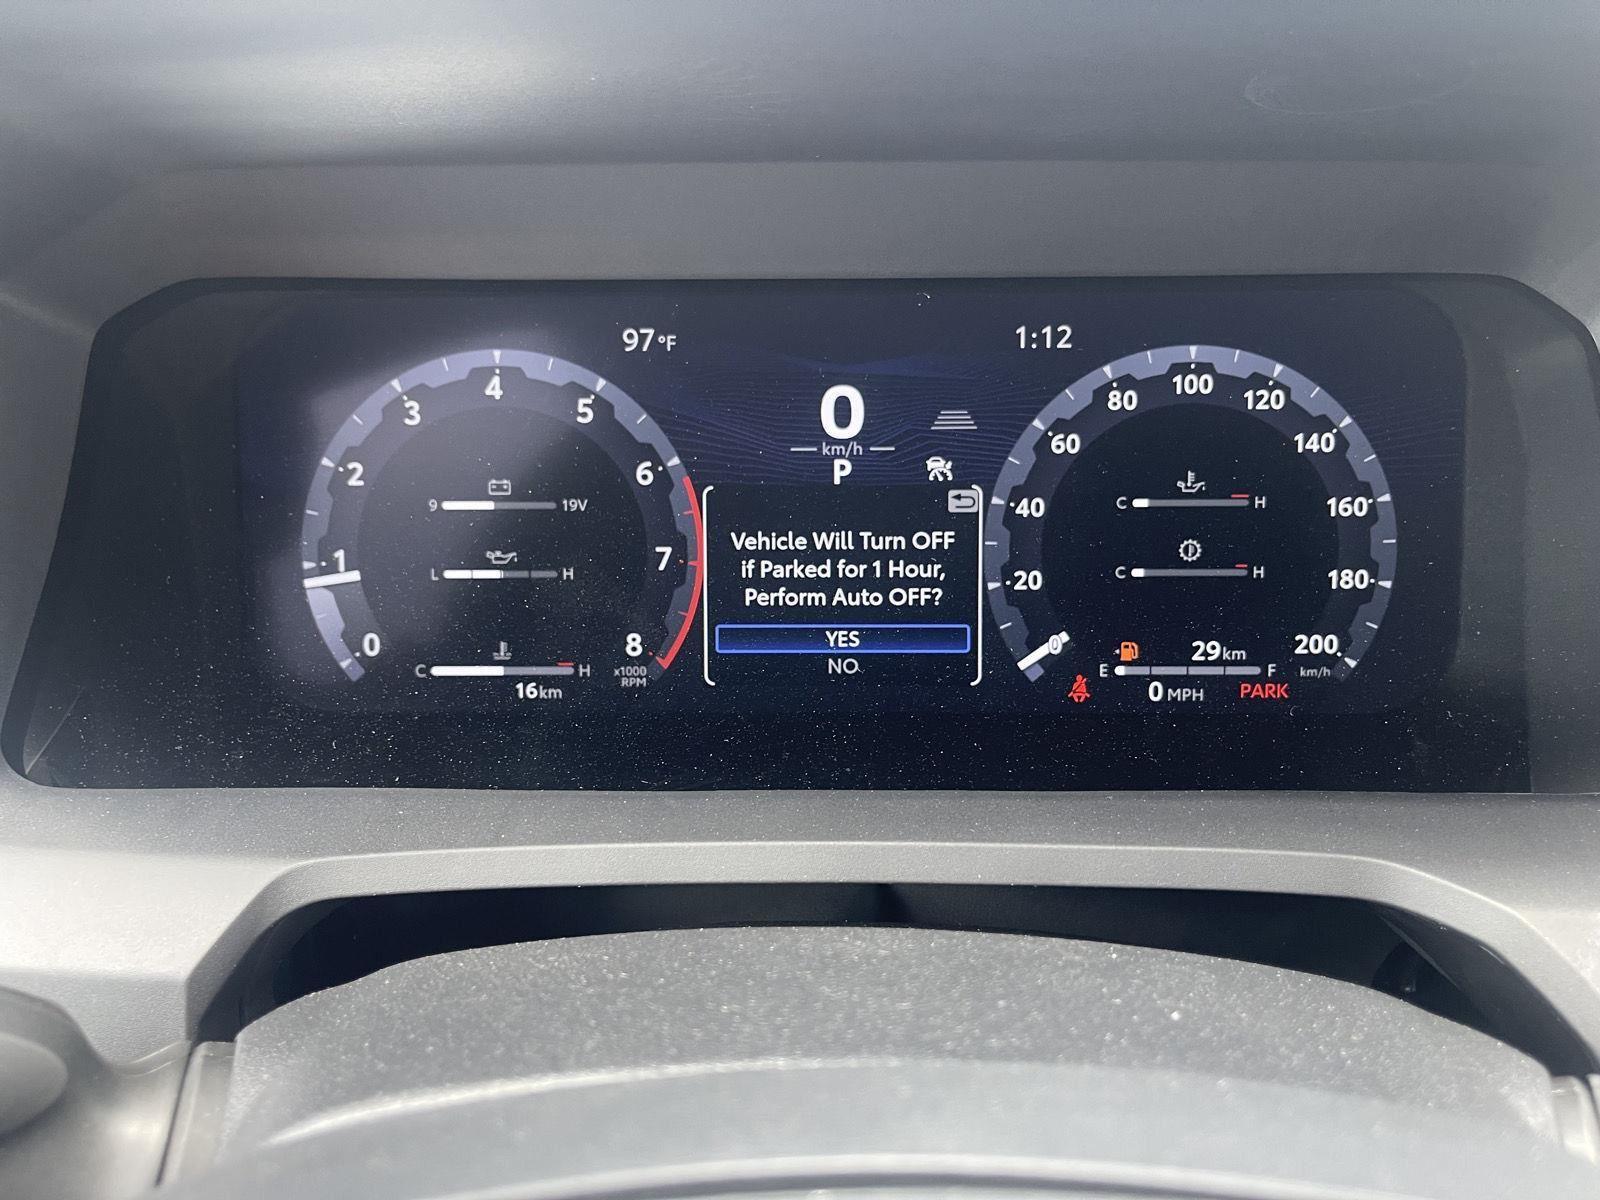 97°F
1:12
0
km/h
P
0
1
2
3
4
5
6
7
8
x1000
RPM
9 19V
L H
C H
16km
Vehicle Will Turn OFF
if Parked for 1 Hour,
Perform Auto OFF?
YES
NO
0
20
40
60
80
100
120
140
160
180
200
km/h
C H
C H
29km
E F
0 MPH
PARK